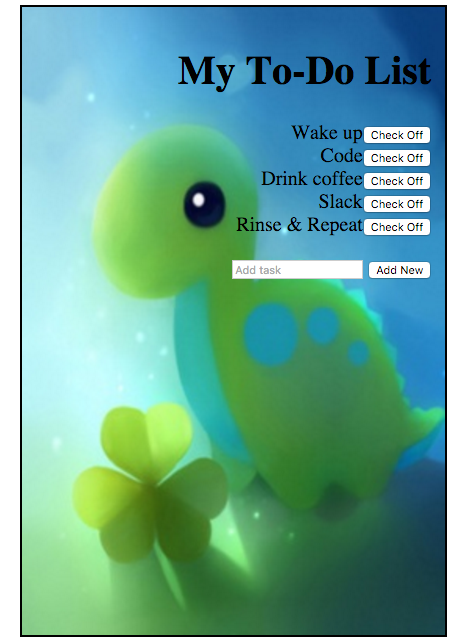 My To-Do List
Wake up Check Off
Code Check Off
Drink coffee Check Off
Slack Check Off
Rinse & Repeat Check Off
Add task Add New